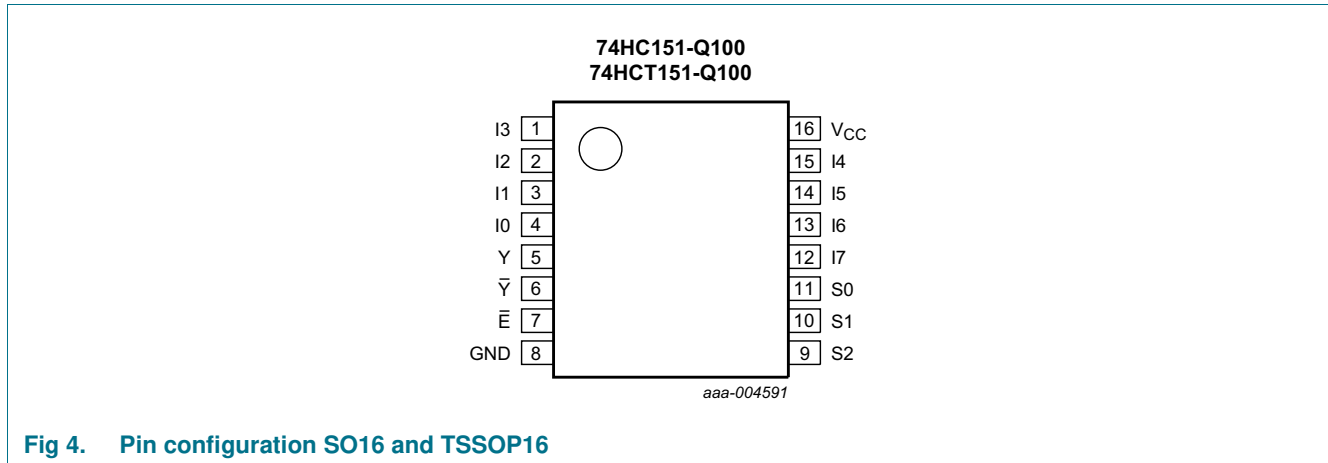 74HC151-Q100
74HCT151-Q100
I3 1 16 VCC
I2 2 15 I4
I1 3 14 I5
I0 4 13 I6
Y 5 12 I7
Y̅ 6 11 S0
E̅ 7 10 S1
GND 8 9 S2
aaa-004591
Fig 4. Pin configuration SO16 and TSSOP16